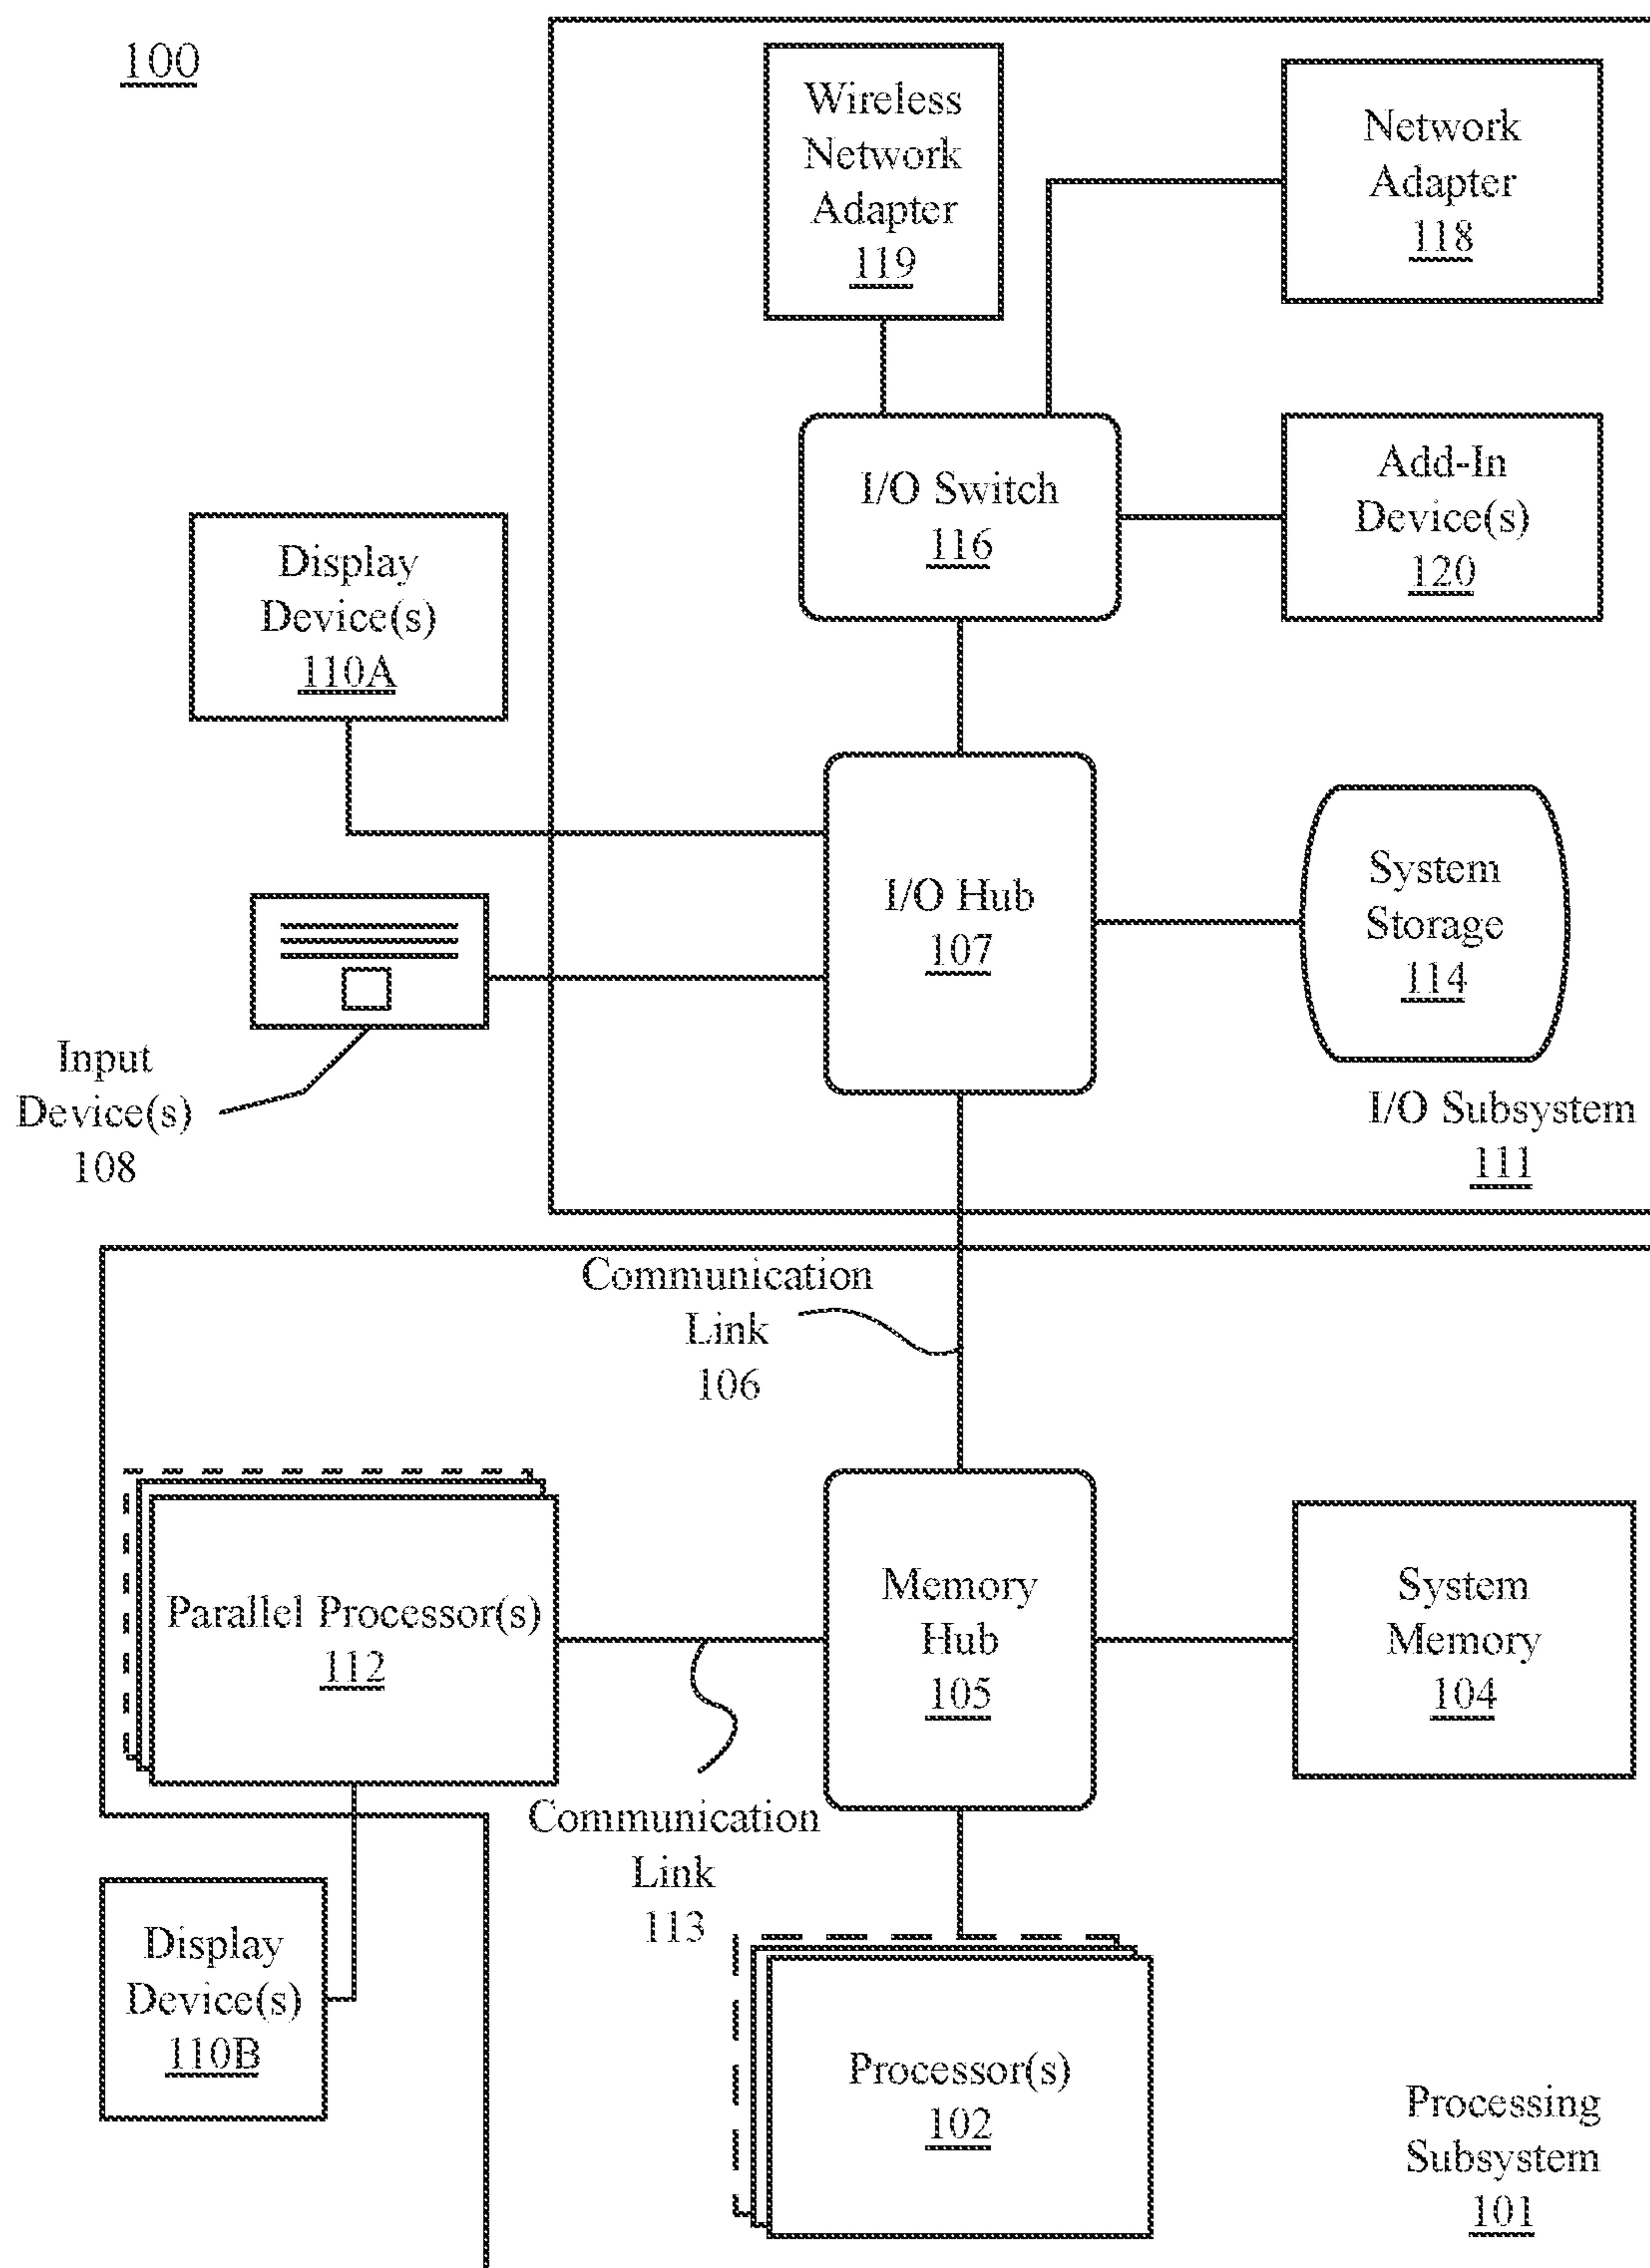 100
Wireless
Network
Adapter
119
Network
Adapter
118
I/O Switch
116
Add-In
Device(s)
120
Display
Device(s)
110A
I/O Hub
107
System
Storage
114
Input
Device(s)
108
I/O Subsystem
111
Communication
Link
106
Parallel Processor(s)
112
Memory
Hub
105
System
Memory
104
Communication
Link
113
Display
Device(s)
110B
Processor(s)
102
Processing
Subsystem
101